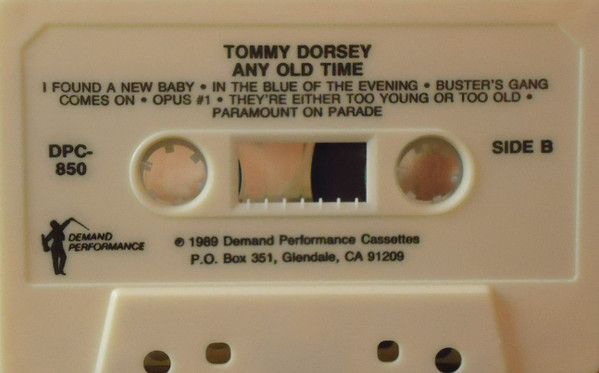 TOMMY DORSEY
ANY OLD TIME
I FOUND A NEW BABY • IN THE BLUE OF THE EVENING • BUSTER'S GANG
COMES ON • OPUS #1 • THEY'RE EITHER TOO YOUNG OR TOO OLD •
PARAMOUNT ON PARADE
DPC-
850
SIDE B
DEMAND
PERFORMANCE
℗ 1989 Demand Performance Cassettes
P.O. Box 351, Glendale, CA 91209